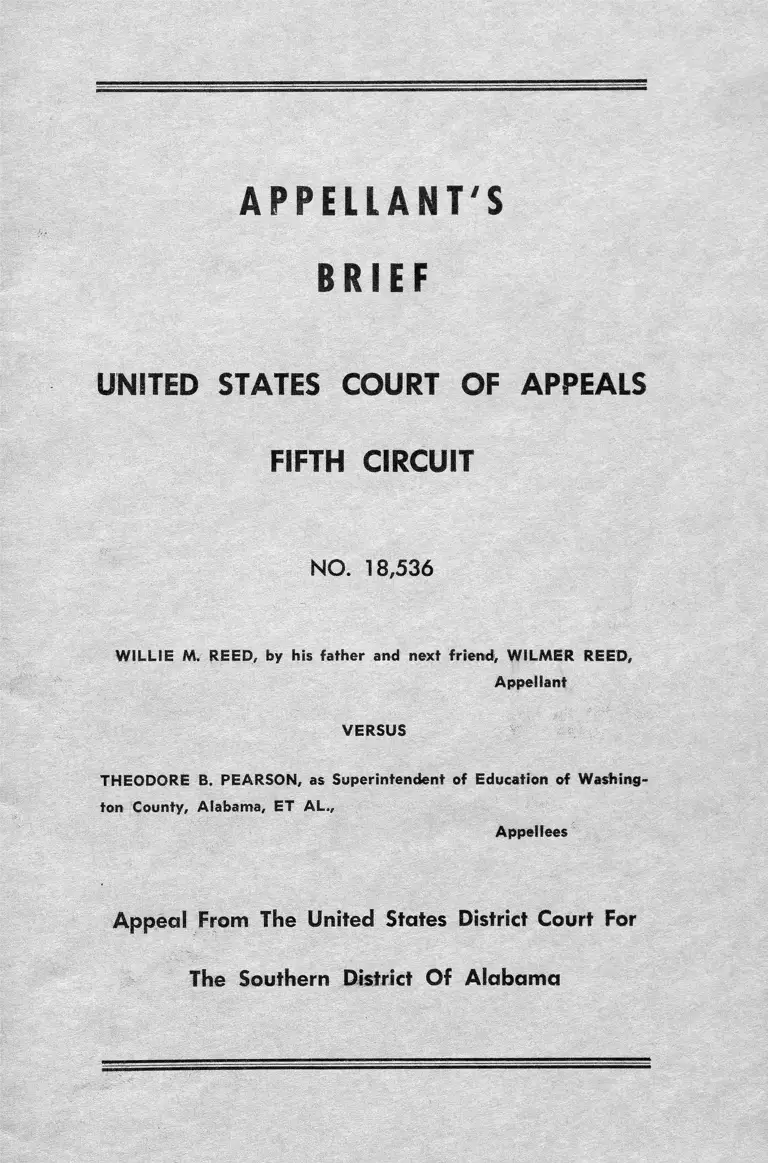 APPELLANT'S
BRIEF
UNITED STATES COURT OF APPEALS
FIFTH CIRCUIT
NO. 18,536
WILLIE M. REED, by his father and next friend, WILMER REED,
Appellant
VERSUS
THEODORE B. PEARSON, as Superintendent of Education of Washing-
ton County, Alabama, ET AL.,
Appellees
Appeal From The United States District Court For
The Southern District Of Alabama